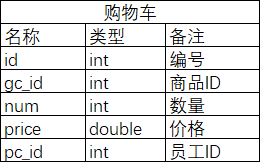 购物车
名称 类型 备注
id int 编号
gc_id int 商品ID
num int 数量
price double 价格
pc_id int 员工ID